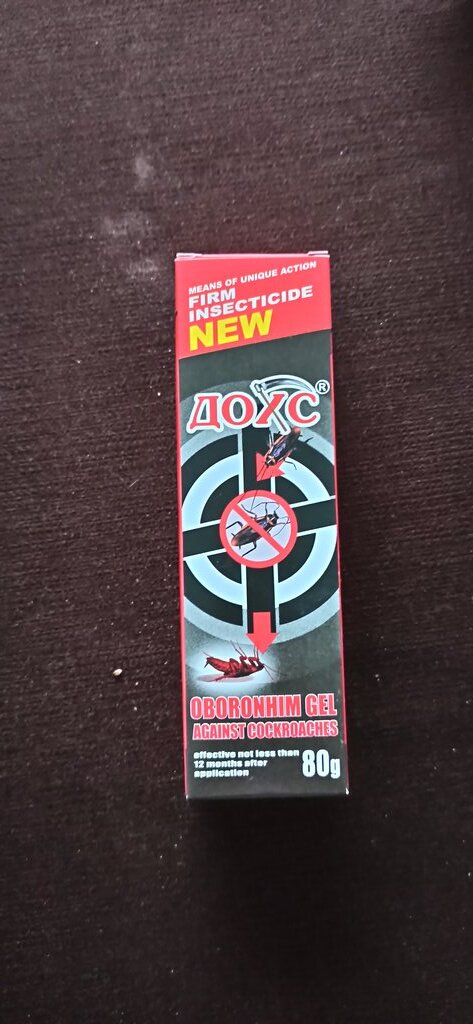 MEANS OF UNIQUE ACTION
FIRM
INSECTICIDE
NEW
ДОХС®
OBORONHIM GEL
AGAINST COCKROACHES
effective not less than
12 months after
application
80g